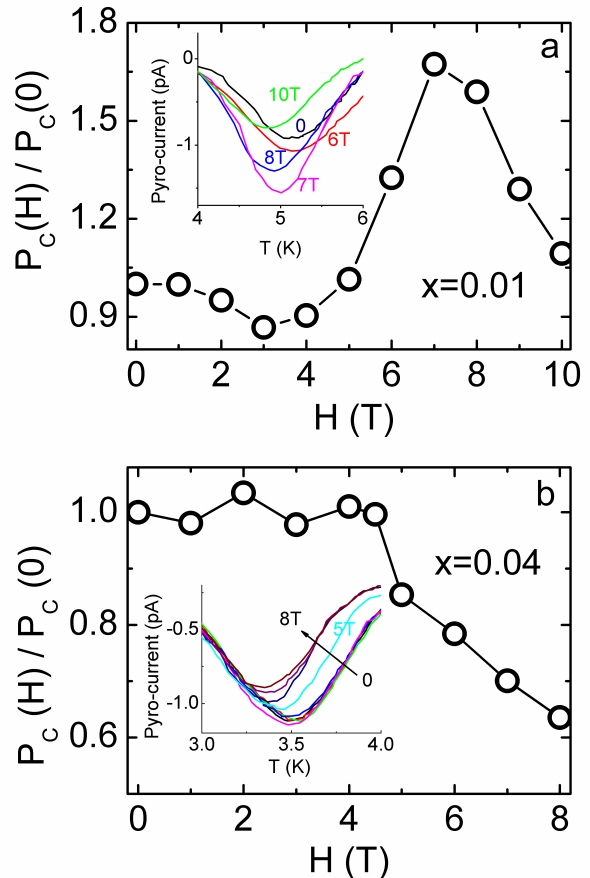 a
1.8
1.5
1.2
0.9
P_C(H) / P_C(0)
0
-1
Pyro-current (pA)
10T
0
6T
8T
7T
4
5
6
T (K)
x=0.01
0
2
4
6
8
10
H (T)
b
1.0
0.8
0.6
P_C (H) / P_C (0)
x=0.04
-0.5
-1.0
Pyro-current (pA)
8T
5T
0
3.0
3.5
4.0
T (K)
0
2
4
6
8
H (T)